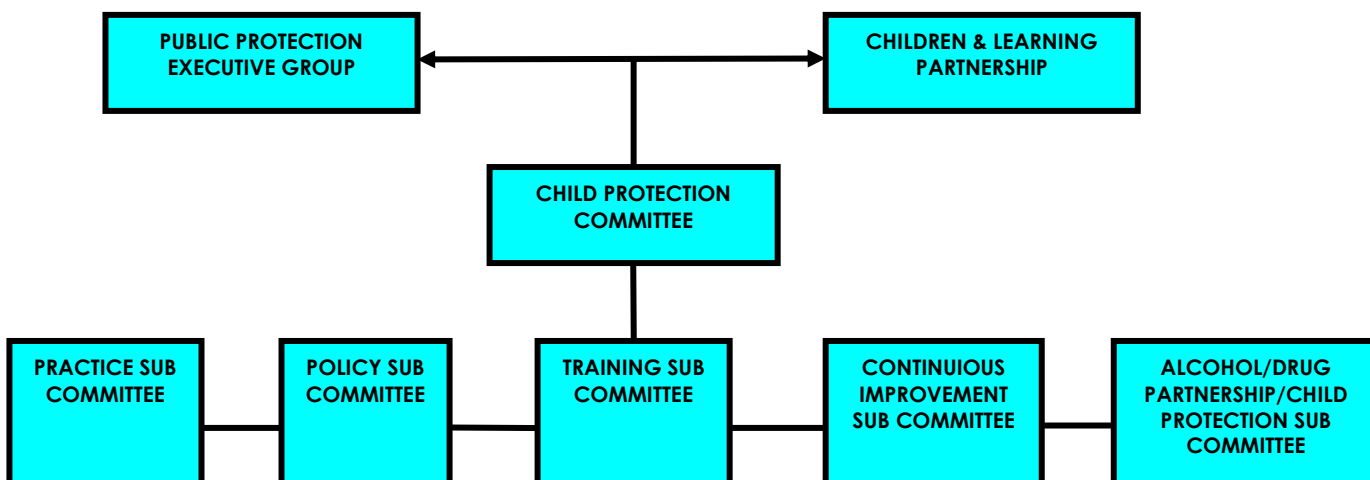 PUBLIC PROTECTION
EXECUTIVE GROUP
CHILDREN & LEARNING
PARTNERSHIP
CHILD PROTECTION
COMMITTEE
PRACTICE SUB
COMMITTEE
POLICY SUB
COMMITTEE
TRAINING SUB
COMMITTEE
CONTINUIOUS
IMPROVEMENT
SUB COMMITTEE
ALCOHOL/DRUG
PARTNERSHIP/CHILD
PROTECTION SUB
COMMITTEE